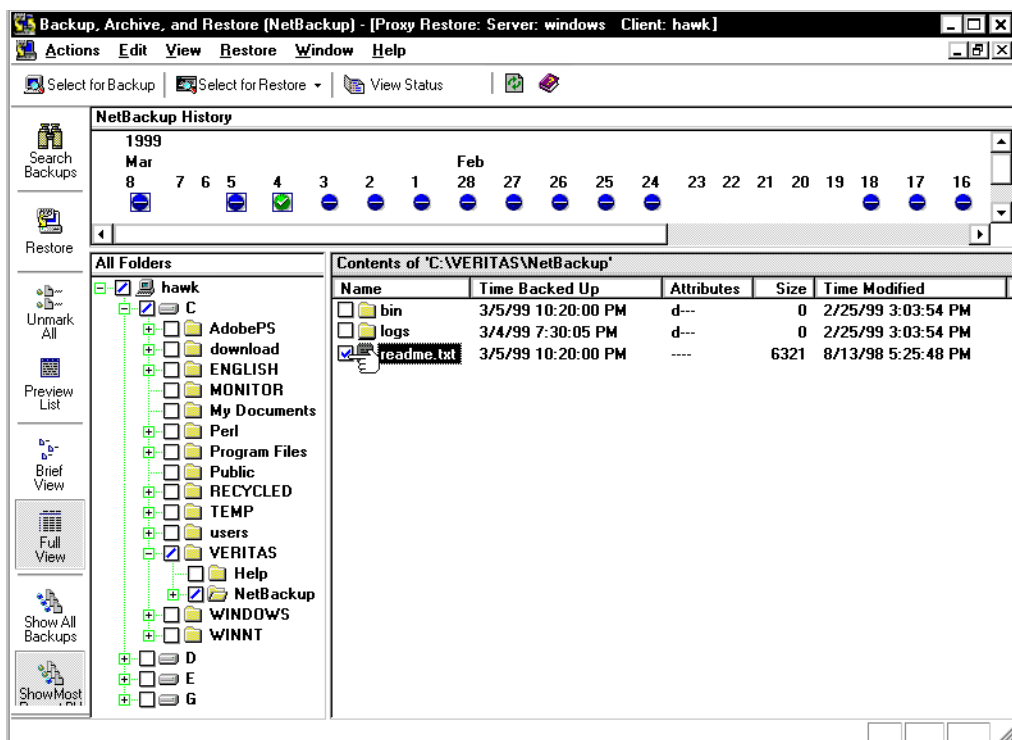 Backup, Archive, and Restore (NetBackup) - [Proxy Restore: Server: windows Client: hawk]
Actions Edit View Restore Window Help
Select for Backup Select for Restore View Status
Search Backups
Restore
Unmark All
Preview List
Brief View
Full View
Show All Backups
ShowMost
NetBackup History
1999
Mar Feb
8 7 6 5 4 3 2 1 28 27 26 25 24 23 22 21 20 19 18 17 16
All Folders
hawk
C
AdobePS
download
ENGLISH
MONITOR
My Documents
Perl
Program Files
Public
RECYCLED
TEMP
users
VERITAS
Help
NetBackup
WINDOWS
WINNT
D
E
G
Contents of 'C:\VERITAS\NetBackup'
Name Time Backed Up Attributes Size Time Modified
bin 3/5/99 10:20:00 PM d--- 0 2/25/99 3:03:54 PM
logs 3/4/99 7:30:05 PM d--- 0 2/25/99 3:03:54 PM
readme.txt 3/5/99 10:20:00 PM ---- 6321 8/13/98 5:25:48 PM